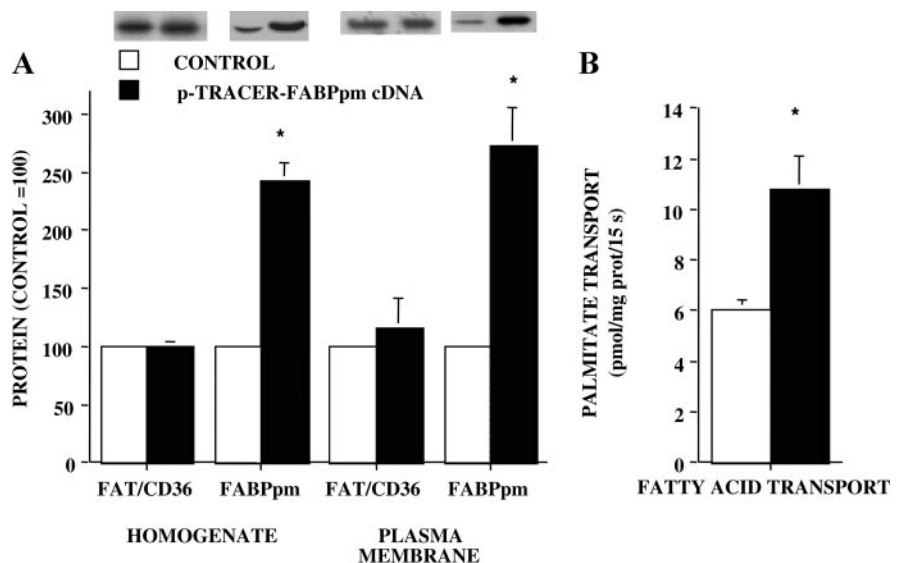 A
CONTROL
p-TRACER-FABPpm cDNA
PROTEIN (CONTROL =100)
300
250
200
150
100
50
0
*
*
FAT/CD36 FABPpm FAT/CD36 FABPpm
HOMOGENATE PLASMA
MEMBRANE
B
PALMITATE TRANSPORT
(pmol/mg prot/15 s)
14
12
10
8
6
4
2
0
*
FATTY ACID TRANSPORT